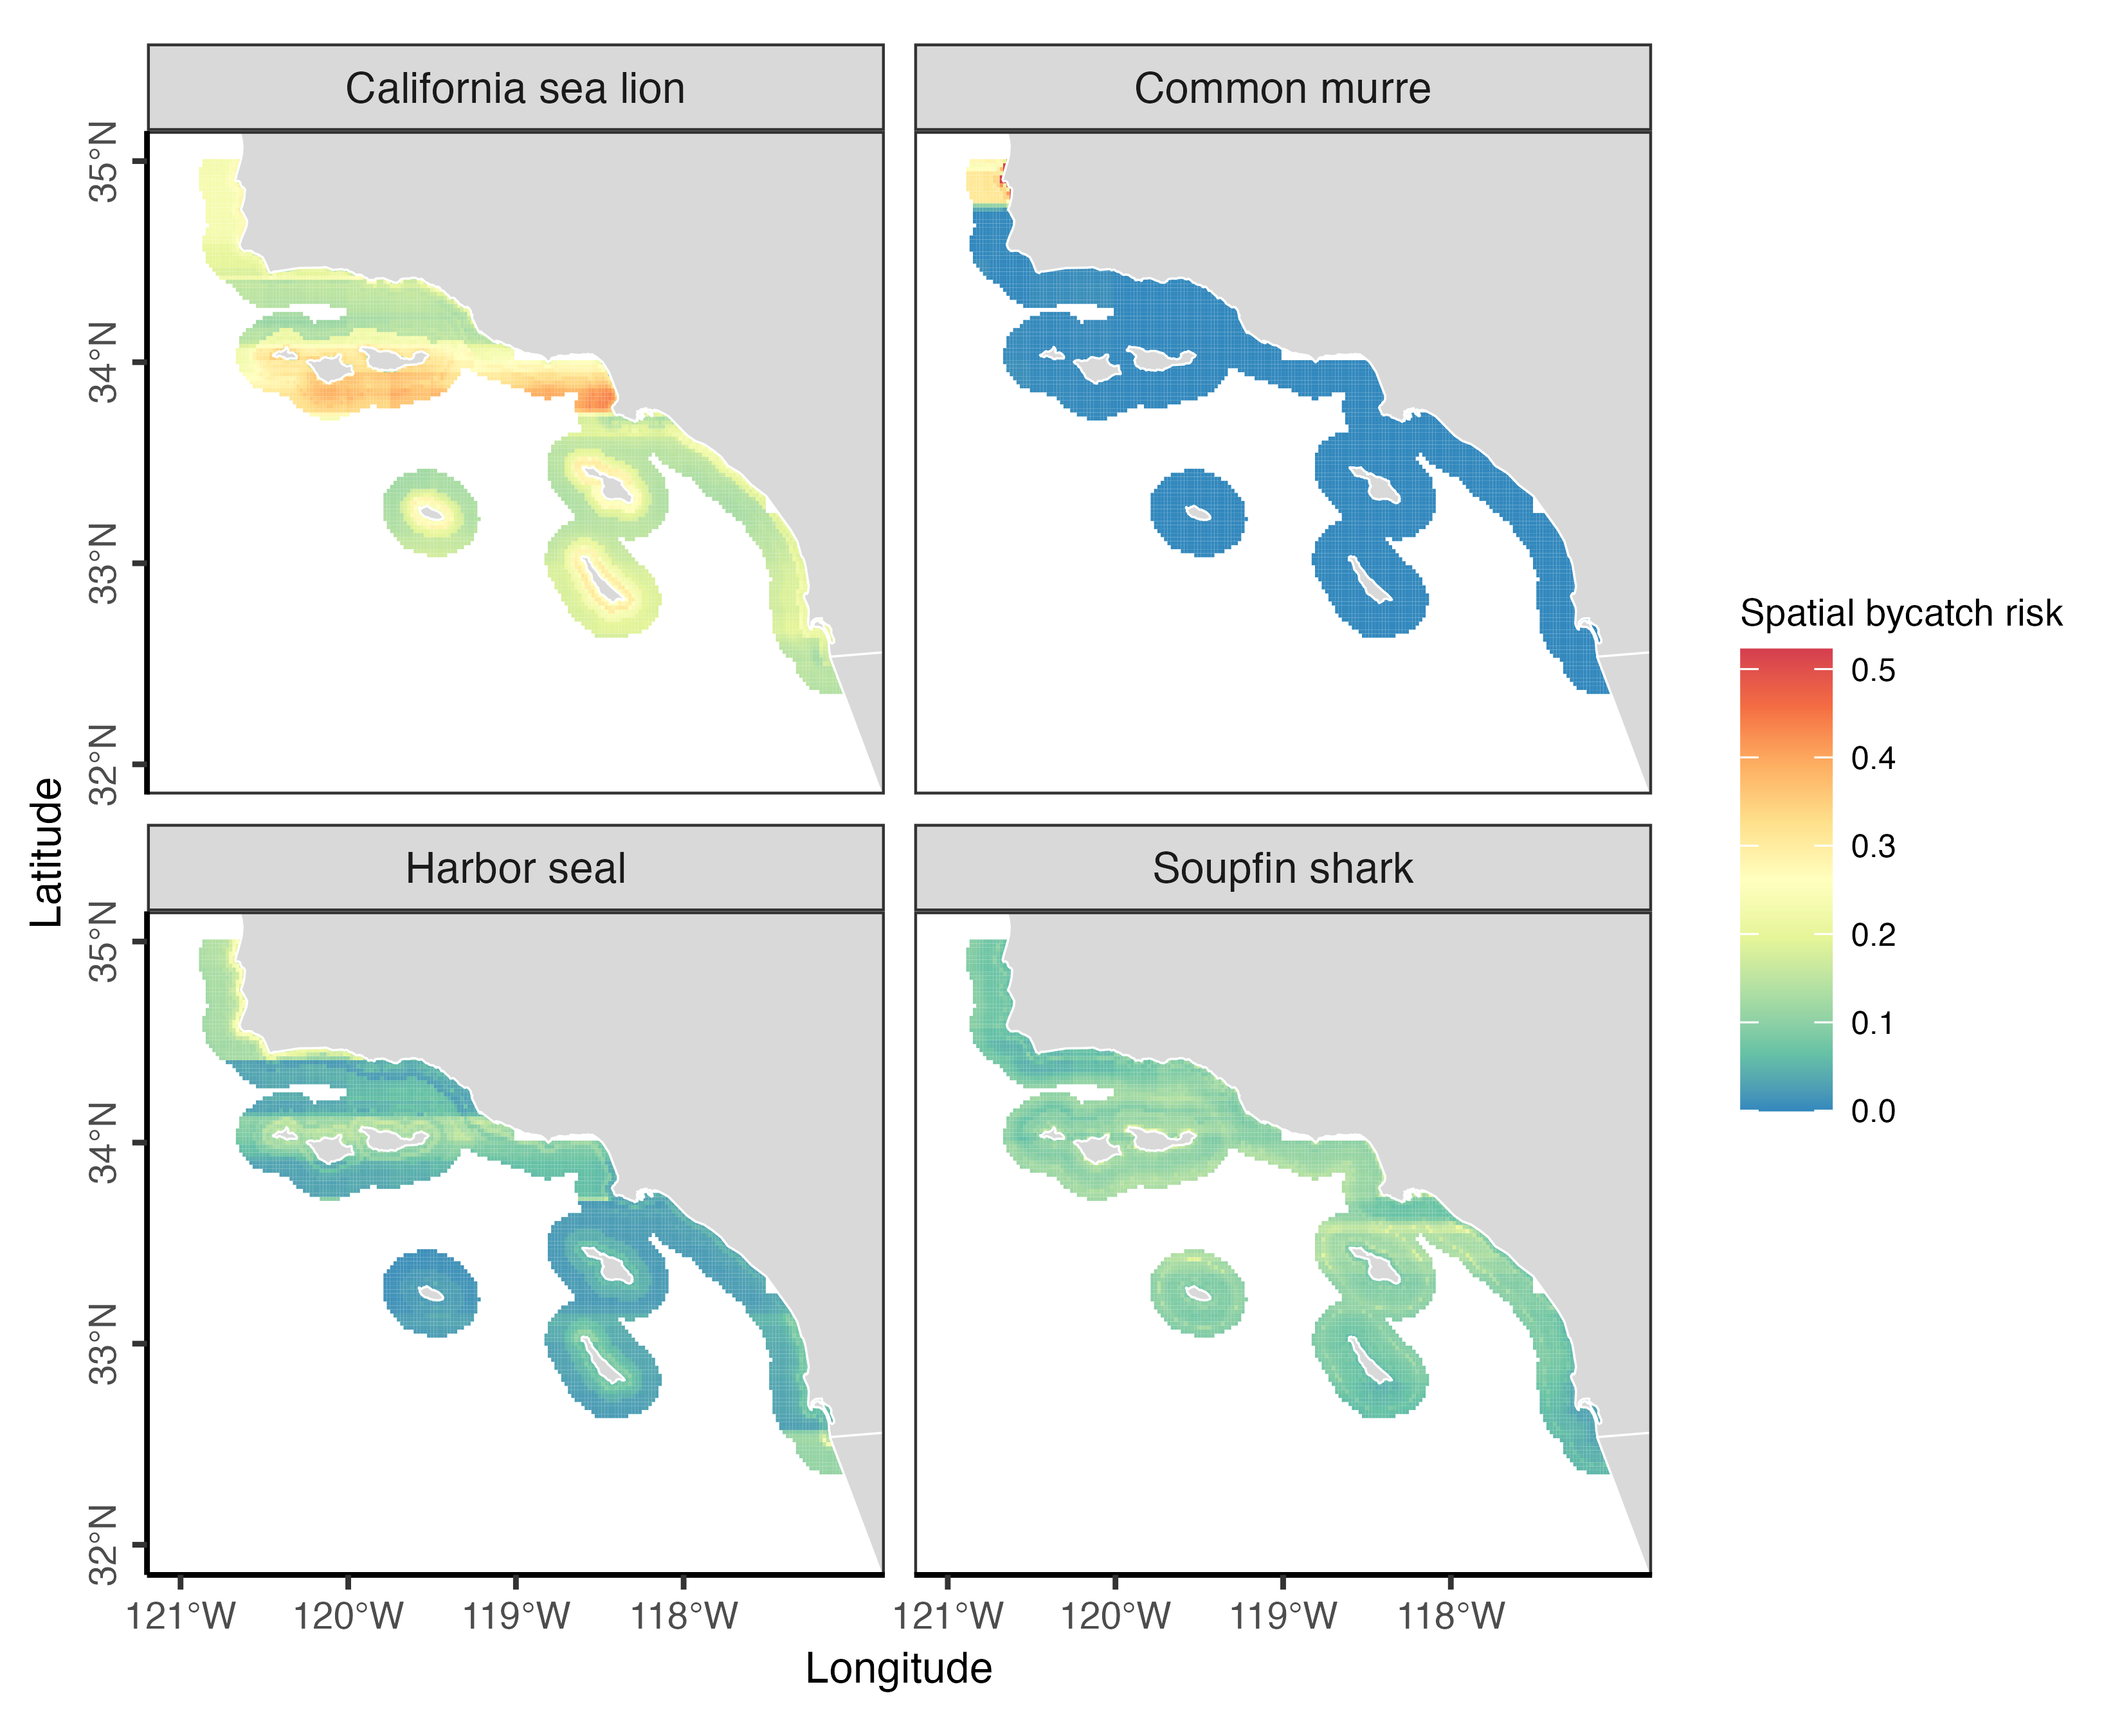 California sea lion
Common murre
35°N
34°N
33°N
32°N
Harbor seal
Soupfin shark
35°N
34°N
33°N
32°N
121°W 120°W 119°W 118°W
121°W 120°W 119°W 118°W
Longitude
Latitude
Spatial bycatch risk
0.5
0.4
0.3
0.2
0.1
0.0